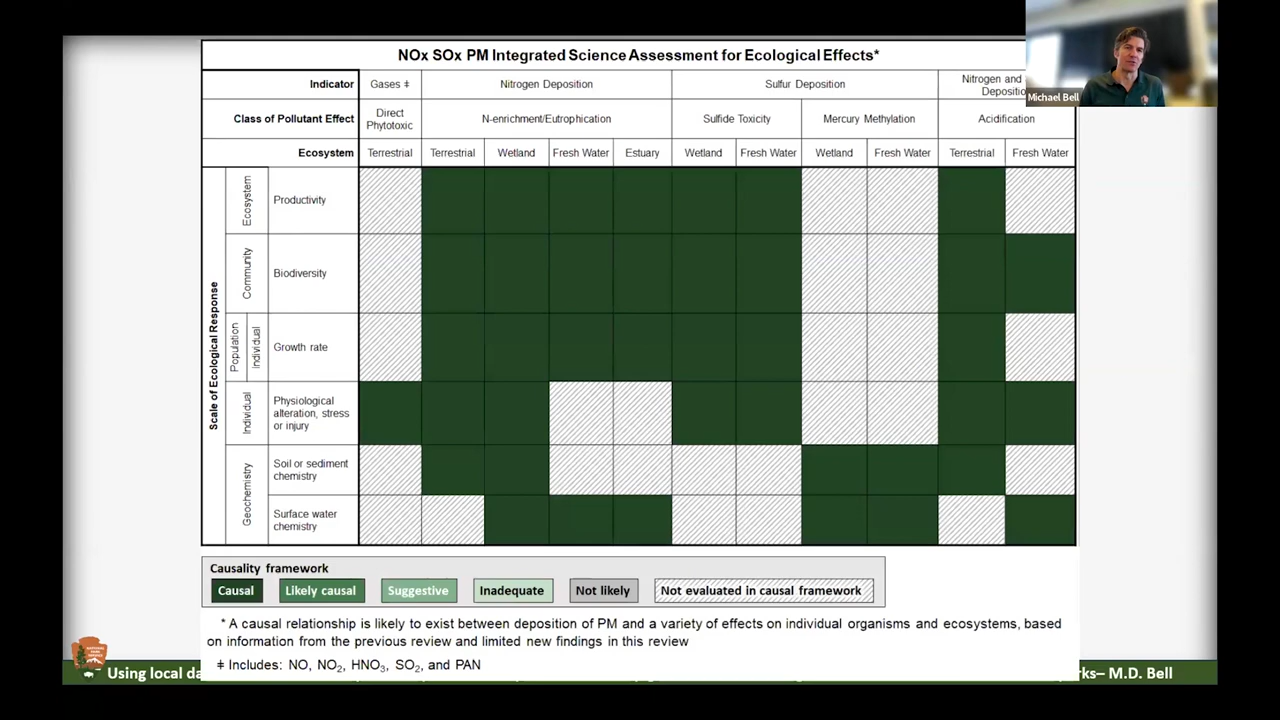 NOx SOx PM Integrated Science Assessment for Ecological Effects*
Indicator
Gases ‡
Nitrogen Deposition
Sulfur Deposition
Nitrogen and
Michael Bell
Class of Pollutant Effect
Direct
Phytotoxic
N-enrichment/Eutrophication
Sulfide Toxicity
Mercury Methylation
Acidification
Ecosystem
Terrestrial
Terrestrial
Wetland
Fresh Water
Estuary
Wetland
Fresh Water
Wetland
Fresh Water
Terrestrial
Fresh Water
Scale of Ecological Response
Ecosystem
Productivity
Community
Biodiversity
Population
Individual
Growth rate
Individual
Physiological
alteration, stress
or injury
Geochemistry
Soil or sediment
chemistry
Surface water
chemistry
Causality framework
Causal
Likely causal
Suggestive
Inadequate
Not likely
Not evaluated in causal framework
* A causal relationship is likely to exist between deposition of PM and a variety of effects on individual organisms and ecosystems, based
on information from the previous review and limited new findings in this review
‡ Includes: NO, NO2, HNO3, SO2, and PAN
Using local
– M.D. Bell